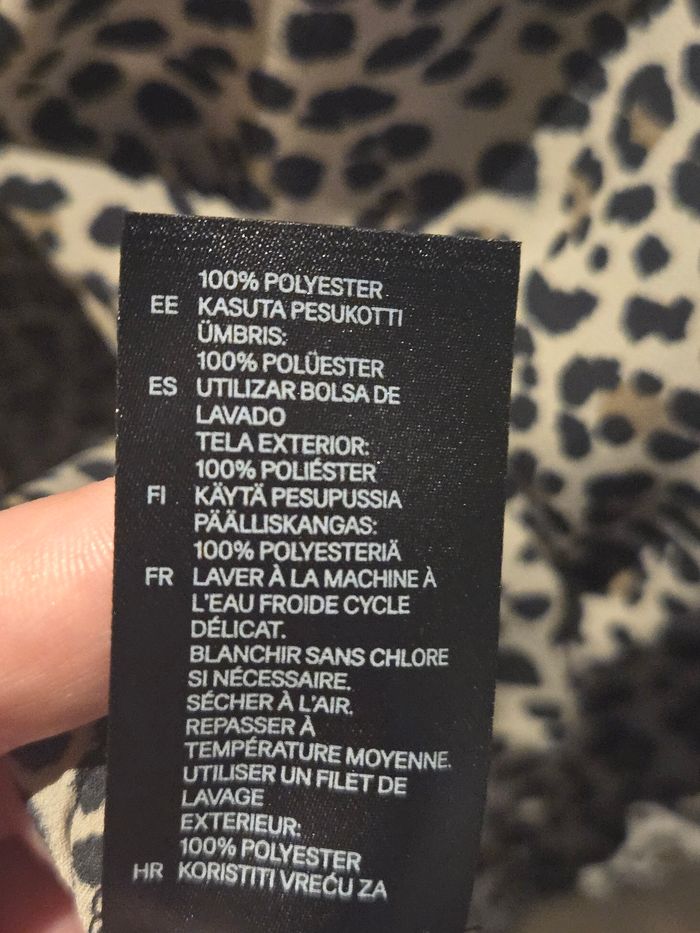 100% POLYESTER
EE KASUTA PESUKOTTI
ÜMBRIS:
100% POLÜESTER
ES UTILIZAR BOLSA DE
LAVADO
TELA EXTERIOR:
100% POLIÉSTER
FI KÄYTÄ PESUPUSSIA
PÄÄLLISKANGAS:
100% POLYESTERIÄ
FR LAVER À LA MACHINE À
L'EAU FROIDE CYCLE
DÉLICAT.
BLANCHIR SANS CHLORE
SI NÉCESSAIRE.
SÉCHER À L'AIR.
REPASSER À
TEMPÉRATURE MOYENNE.
UTILISER UN FILET DE
LAVAGE
EXTERIEUR:
100% POLYESTER
HR KORISTITI VREĆU ZA